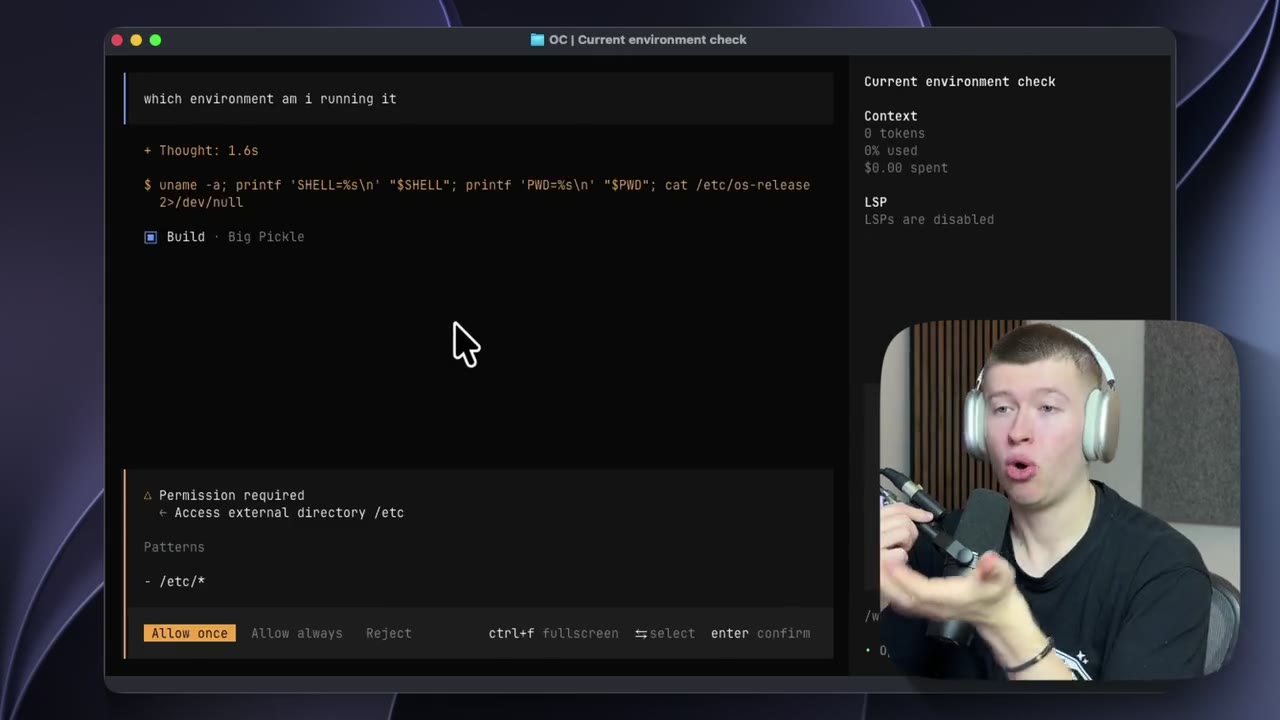 OC | Current environment check
which environment am i running it
+ Thought: 1.6s
$ uname -a; printf 'SHELL=%s\n' "$SHELL"; printf 'PWD=%s\n' "$PWD"; cat /etc/os-release
2>/dev/null
Build · Big Pickle
△ Permission required
← Access external directory /etc
Patterns
- /etc/*
Allow once Allow always Reject ctrl+f fullscreen ⇆ select enter confirm
Current environment check
Context
0 tokens
0% used
$0.00 spent
LSP
LSPs are disabled